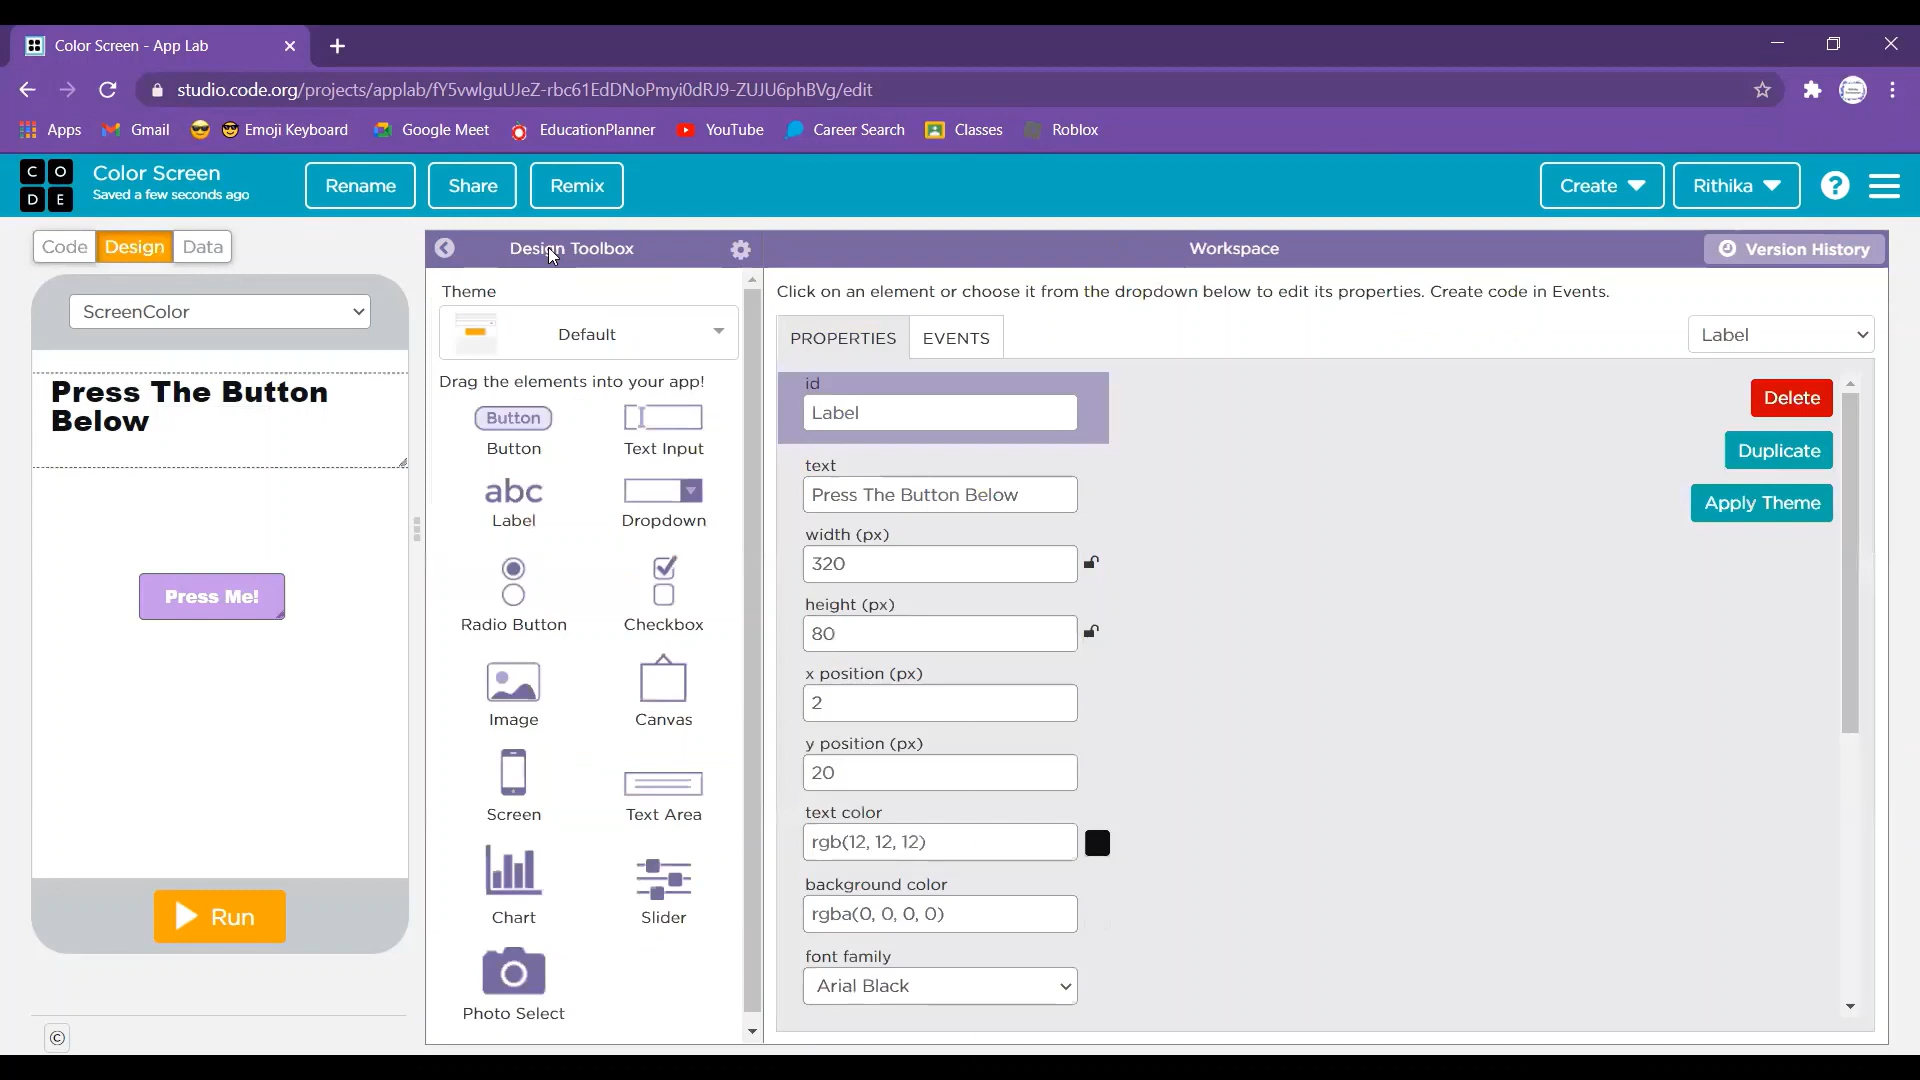 Color Screen - App Lab
studio.code.org/projects/applab/fY5vwlguUJeZ-rbc61EdDNoPmyi0dRJ9-ZUJU6phBVg/edit
Apps Gmail Emoji Keyboard Google Meet EducationPlanner YouTube Career Search Classes Roblox
C O D E
Color Screen
Saved a few seconds ago
Rename Share Remix Create Rithika ?
Code Design Data
Design Toolbox
Workspace
Version History
ScreenColor
Press The Button
Below
Press Me!
Run
©
Theme
Default
Drag the elements into your app!
Button
Button
Text Input
abc
Label
Dropdown
Radio Button
Checkbox
Image
Canvas
Screen
Text Area
Chart
Slider
Photo Select
Click on an element or choose it from the dropdown below to edit its properties. Create code in Events.
PROPERTIES EVENTS
Label
id
Label
text
Press The Button Below
width (px)
320
height (px)
80
x position (px)
2
y position (px)
20
text color
rgb(12, 12, 12)
background color
rgba(0, 0, 0, 0)
font family
Arial Black
Delete
Duplicate
Apply Theme